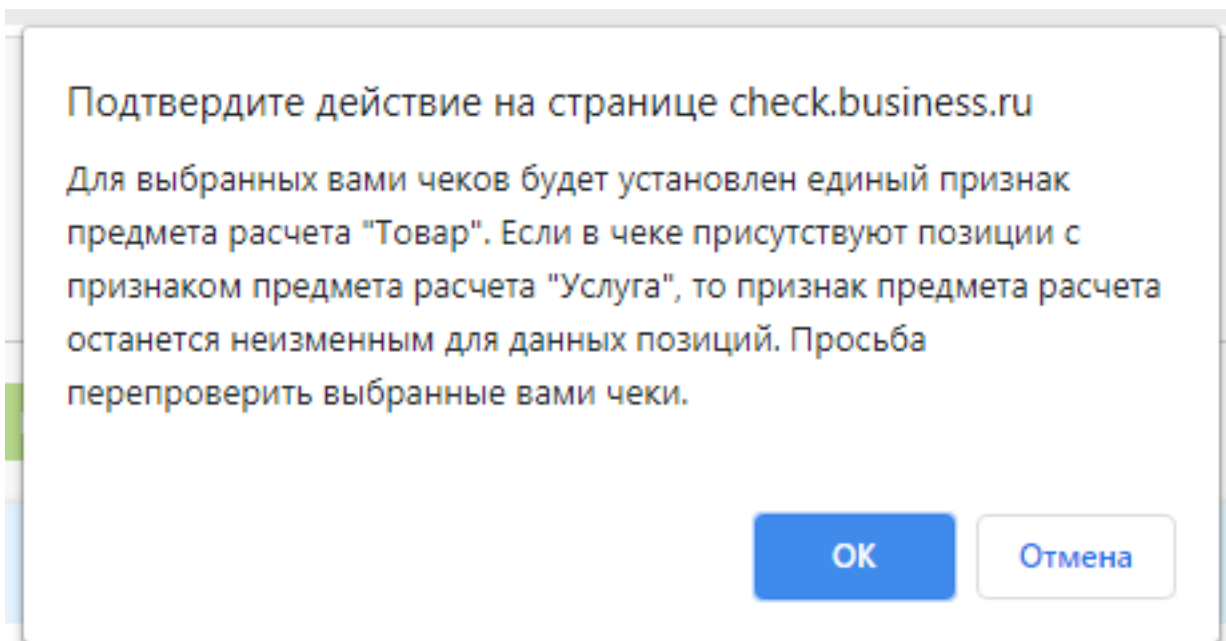 Подтвердите действие на странице check.business.ru
Для выбранных вами чеков будет установлен единый признак
предмета расчета "Товар". Если в чеке присутствуют позиции с
признаком предмета расчета "Услуга", то признак предмета расчета
останется неизменным для данных позиций. Просьба
перепроверить выбранные вами чеки.
ОК
Отмена